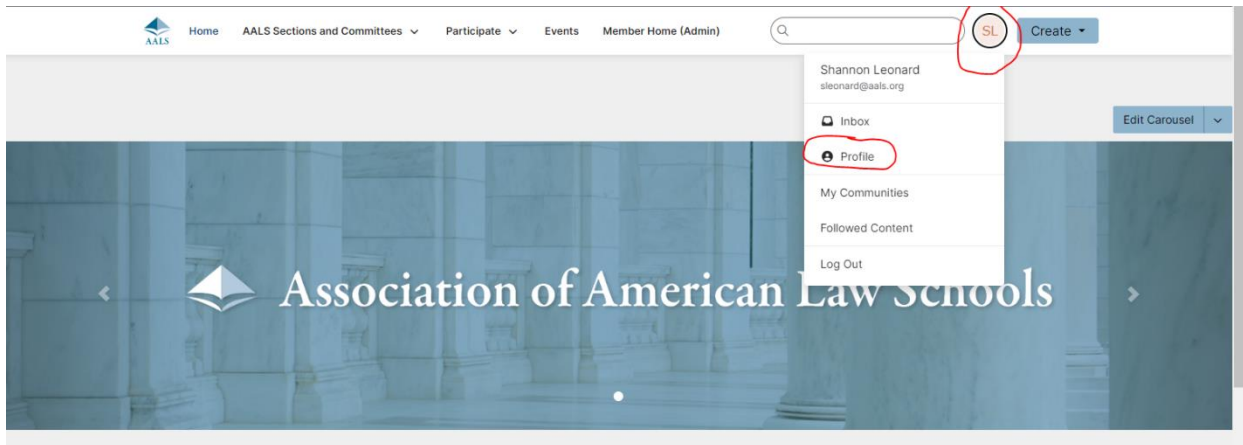 AALS
Home AALS Sections and Committees Participate Events Member Home (Admin) SL Create
Shannon Leonard
sleonard@aals.org
Edit Carousel
Inbox
Profile
My Communities
Followed Content
Log Out
Association of American Law Schools